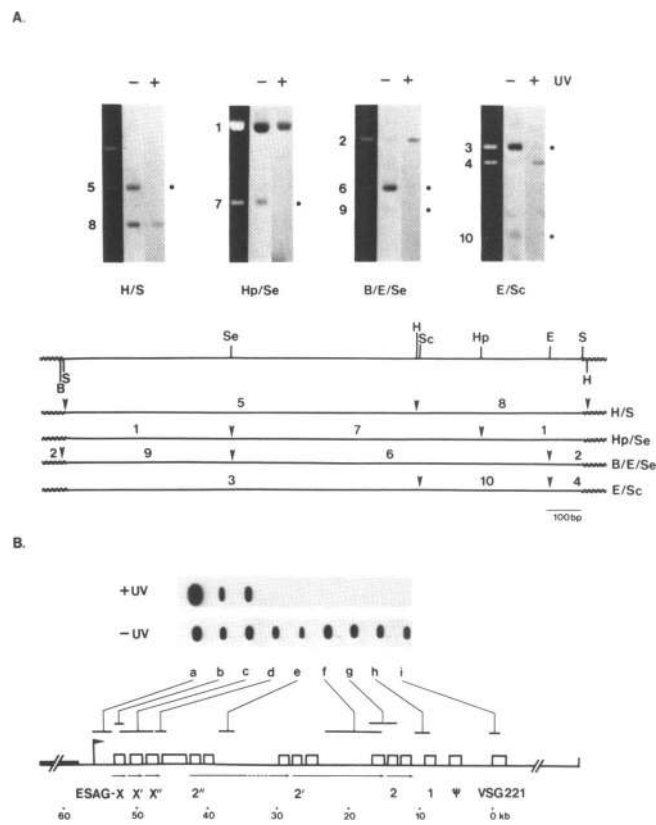 A.
− + − + − + − + UV
1 2 3
4
5 6
7 9
8 10
H/S Hp/Se B/E/Se E/Sc
Se H Sc Hp E S
B S H
5 8 H/S
1 7 1 Hp/Se
2 9 6 2 B/E/Se
3 10 4 E/Sc
100bp
B.
+UV
−UV
a b c d e f g h i
ESAG-X X' X" 2" 2' 2 1 Ψ VSG221
60 50 40 30 20 10 0 kb